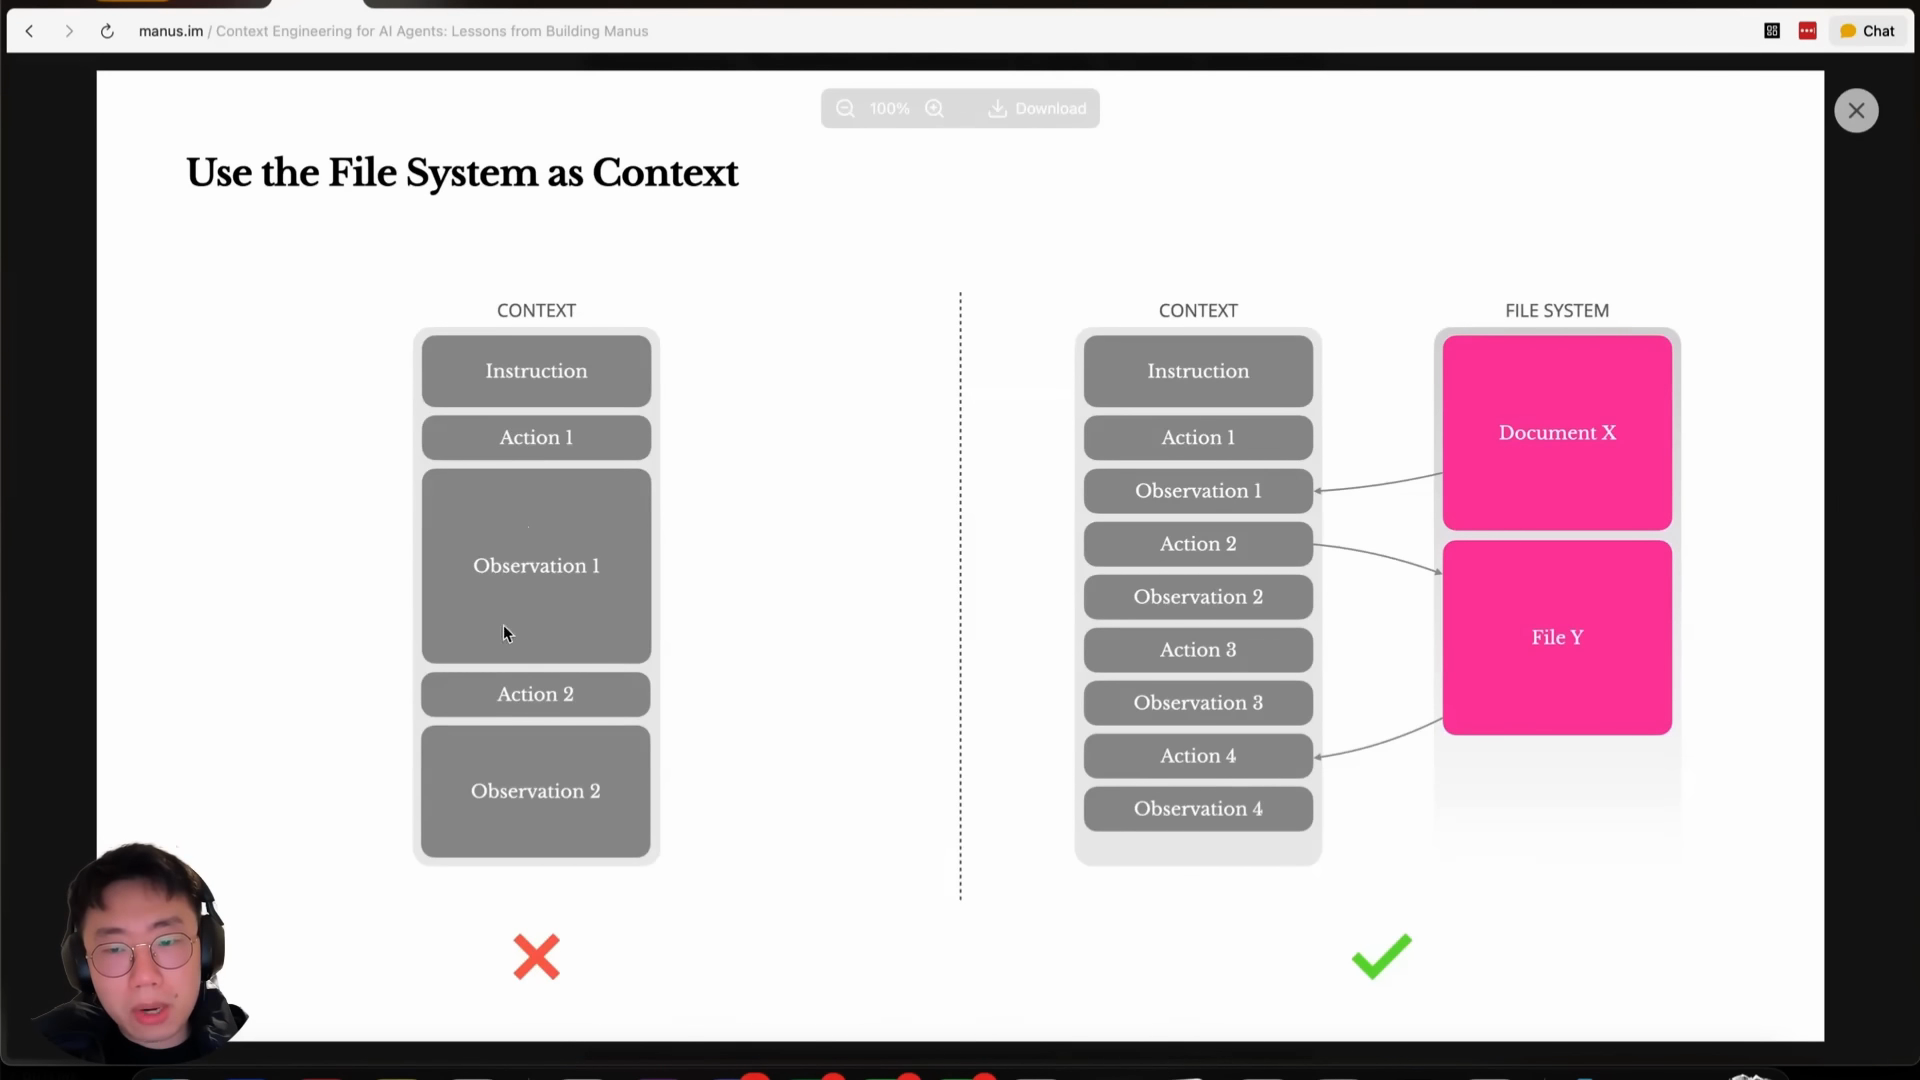 manus.im / Context Engineering for AI Agents: Lessons from Building Manus
Chat
100%
Download
Use the File System as Context
CONTEXT
Instruction
Action 1
Observation 1
Action 2
Observation 2
CONTEXT
Instruction
Action 1
Observation 1
Action 2
Observation 2
Action 3
Observation 3
Action 4
Observation 4
FILE SYSTEM
Document X
File Y